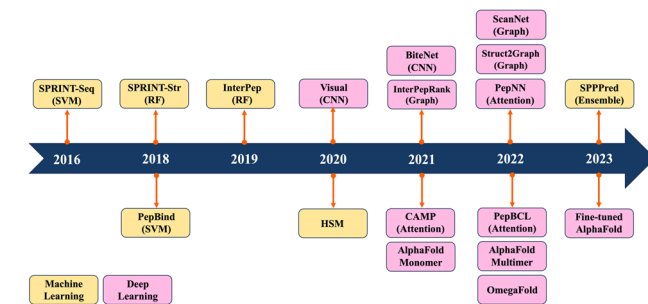 ScanNet
(Graph)
BiteNet
(CNN)
Struct2Graph
(Graph)
SPRINT-Seq
(SVM)
SPRINT-Str
(RF)
InterPep
(RF)
Visual
(CNN)
InterPepRank
(Graph)
PepNN
(Attention)
SPPPred
(Ensemble)
2016
2018
2019
2020
2021
2022
2023
PepBind
(SVM)
HSM
CAMP
(Attention)
PepBCL
(Attention)
Fine-tuned
AlphaFold
AlphaFold
Monomer
AlphaFold
Multimer
OmegaFold
Machine
Learning
Deep
Learning